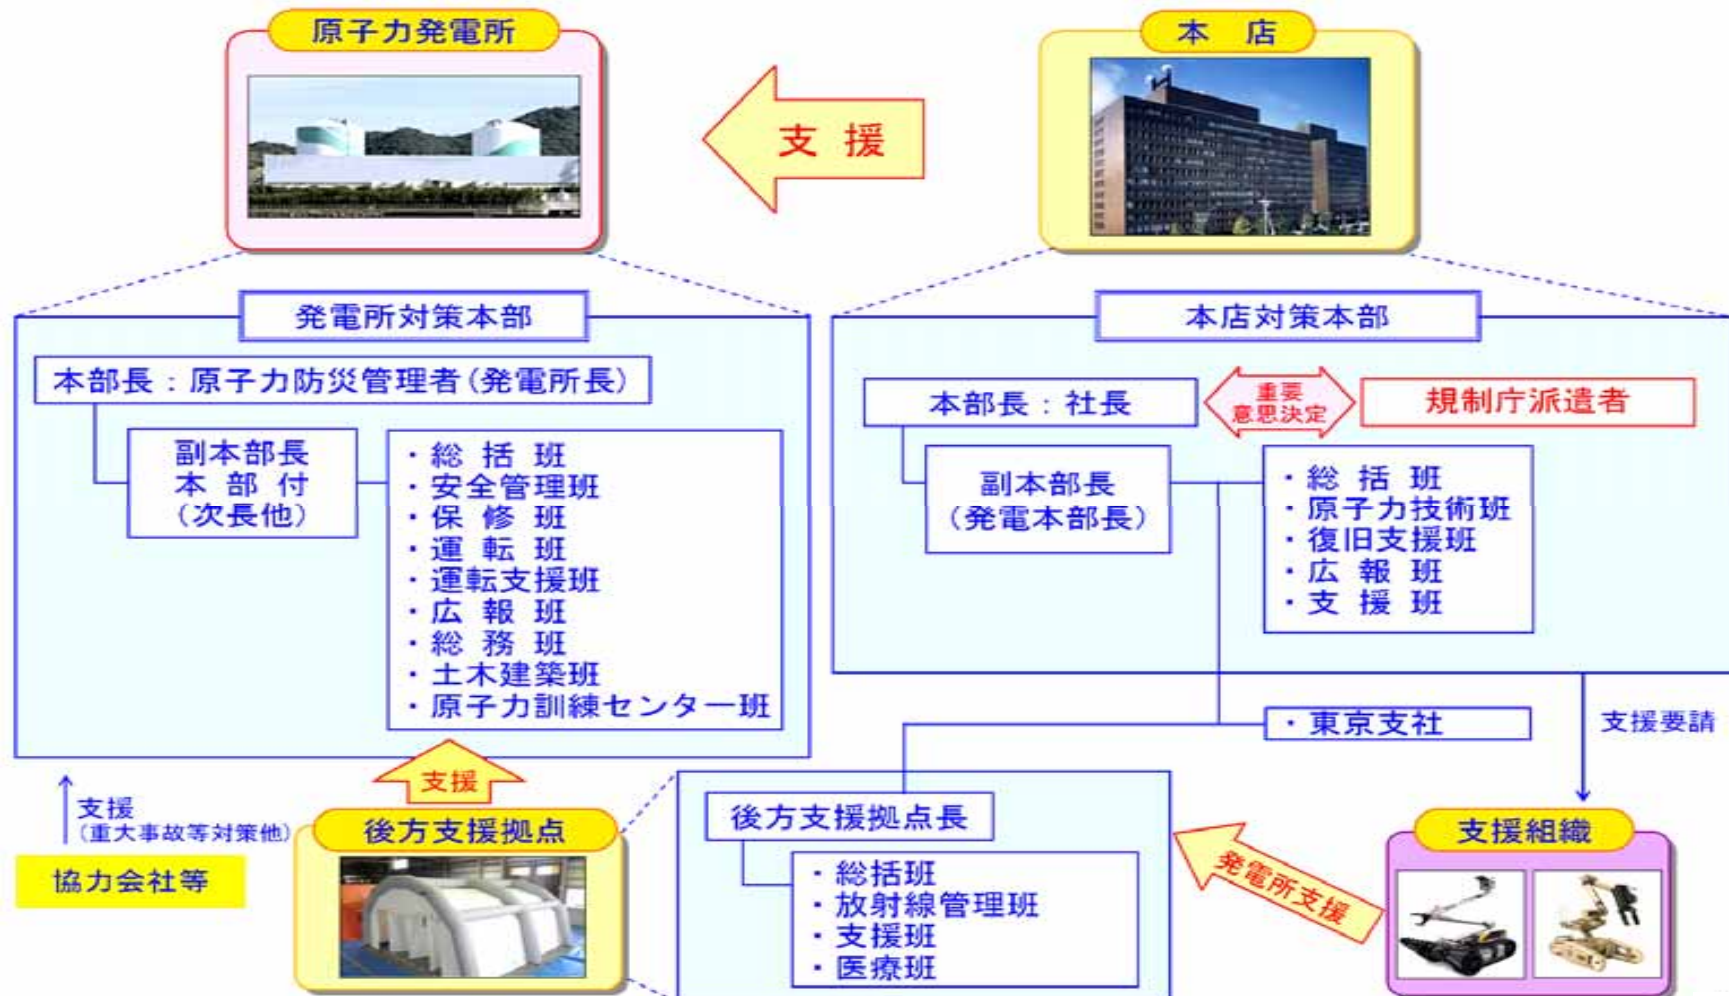 原子力発電所
本 店
支 援
発電所対策本部
本部長：原子力防災管理者(発電所長)
副本部長
本 部 付
(次長他)
・総 括 班
・安全管理班
・保 修 班
・運 転 班
・運転支援班
・広 報 班
・総 務 班
・土木建築班
・原子力訓練センター班
本店対策本部
本部長：社長
重要
意思決定
規制庁派遣者
副本部長
(発電本部長)
・総 括 班
・原子力技術班
・復旧支援班
・広 報 班
・支 援 班
・東京支社
支援要請
支援
支援
(重大事故等対策他)
協力会社等
後方支援拠点
後方支援拠点長
・総括班
・放射線管理班
・支援班
・医療班
発電所支援
支援組織